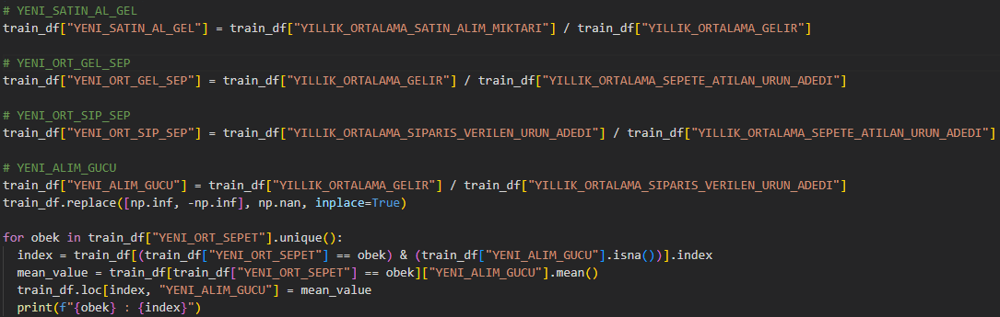 # YENI_SATIN_AL_GEL
train_df["YENI_SATIN_AL_GEL"] = train_df["YILLIK_ORTALAMA_SATIN_ALIM_MIKTARI"] / train_df["YILLIK_ORTALAMA_GELIR"]
# YENI_ORT_GEL_SEP
train_df["YENI_ORT_GEL_SEP"] = train_df["YILLIK_ORTALAMA_GELIR"] / train_df["YILLIK_ORTALAMA_SEPETE_ATILAN_URUN_ADEDI"]
# YENI_ORT_SIP_SEP
train_df["YENI_ORT_SIP_SEP"] = train_df["YILLIK_ORTALAMA_SIPARIS_VERILEN_URUN_ADEDI"] / train_df["YILLIK_ORTALAMA_SEPETE_ATILAN_URUN_ADEDI"]
# YENI_ALIM_GUCU
train_df["YENI_ALIM_GUCU"] = train_df["YILLIK_ORTALAMA_GELIR"] / train_df["YILLIK_ORTALAMA_SIPARIS_VERILEN_URUN_ADEDI"]
train_df.replace([np.inf, -np.inf], np.nan, inplace=True)
for obek in train_df["YENI_ORT_SEPET"].unique():
  index = train_df[(train_df["YENI_ORT_SEPET"] == obek) & (train_df["YENI_ALIM_GUCU"].isna())].index
  mean_value = train_df[train_df["YENI_ORT_SEPET"] == obek]["YENI_ALIM_GUCU"].mean()
  train_df.loc[index, "YENI_ALIM_GUCU"] = mean_value
  print(f"{obek} : {index}")